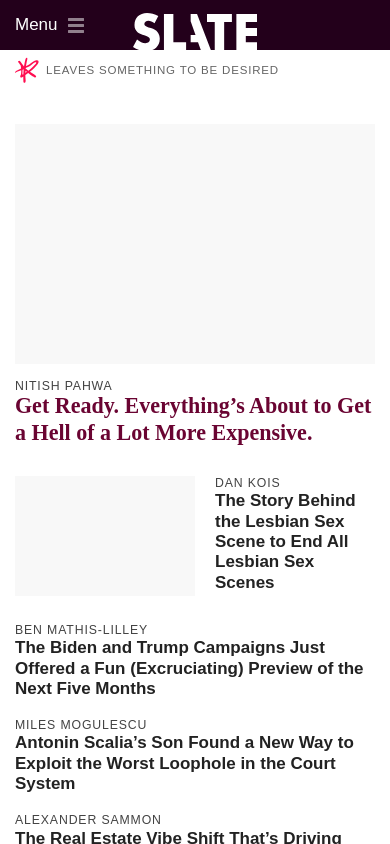 Menu
SLATE
LEAVES SOMETHING TO BE DESIRED
NITISH PAHWA
Get Ready. Everything’s About to Get
a Hell of a Lot More Expensive.
DAN KOIS
The Story Behind
the Lesbian Sex
Scene to End All
Lesbian Sex
Scenes
BEN MATHIS-LILLEY
The Biden and Trump Campaigns Just
Offered a Fun (Excruciating) Preview of the
Next Five Months
MILES MOGULESCU
Antonin Scalia’s Son Found a New Way to
Exploit the Worst Loophole in the Court
System
ALEXANDER SAMMON
The Real Estate Vibe Shift That’s Driving